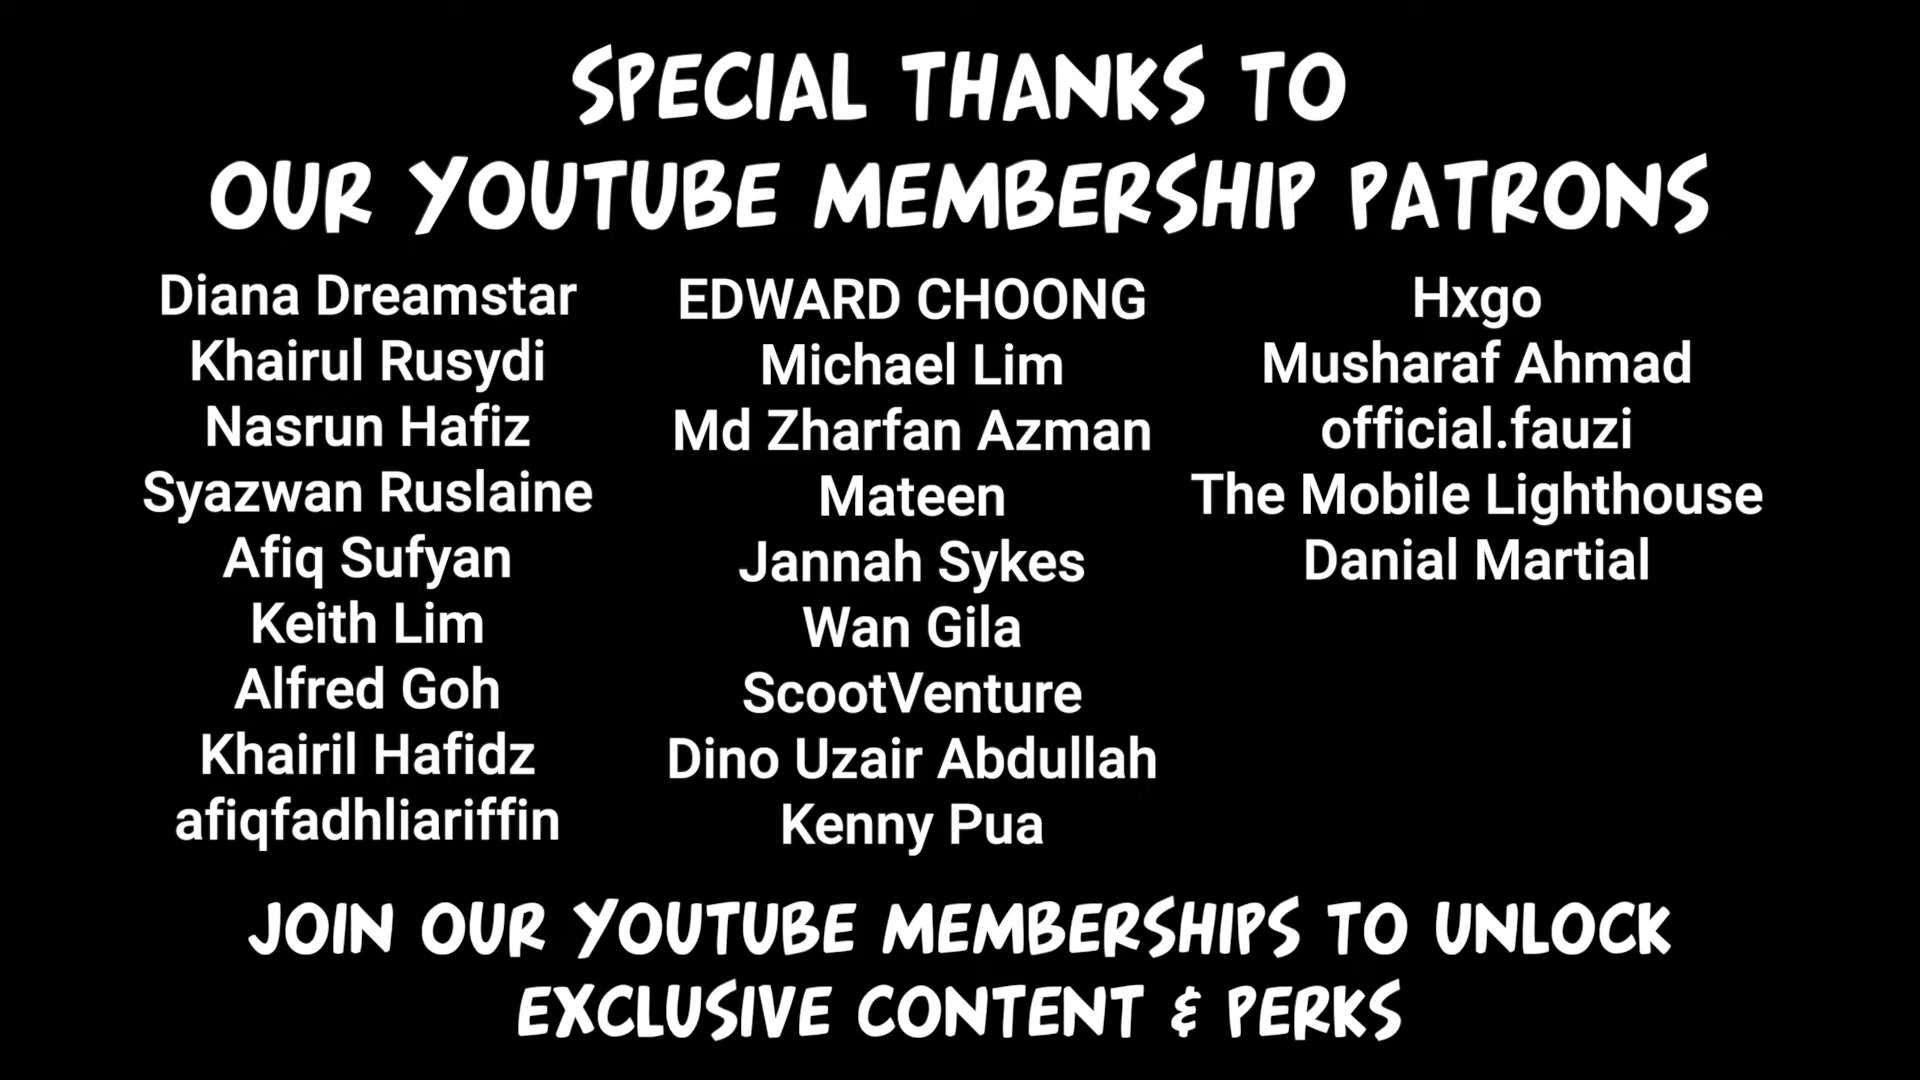 SPECIAL THANKS TO
OUR YOUTUBE MEMBERSHIP PATRONS
Diana Dreamstar
Khairul Rusydi
Nasrun Hafiz
Syazwan Ruslaine
Afiq Sufyan
Keith Lim
Alfred Goh
Khairil Hafidz
afiqfadhliariffin
EDWARD CHOONG
Michael Lim
Md Zharfan Azman
Mateen
Jannah Sykes
Wan Gila
ScootVenture
Dino Uzair Abdullah
Kenny Pua
Hxgo
Musharaf Ahmad
official.fauzi
The Mobile Lighthouse
Danial Martial
JOIN OUR YOUTUBE MEMBERSHIPS TO UNLOCK
EXCLUSIVE CONTENT & PERKS